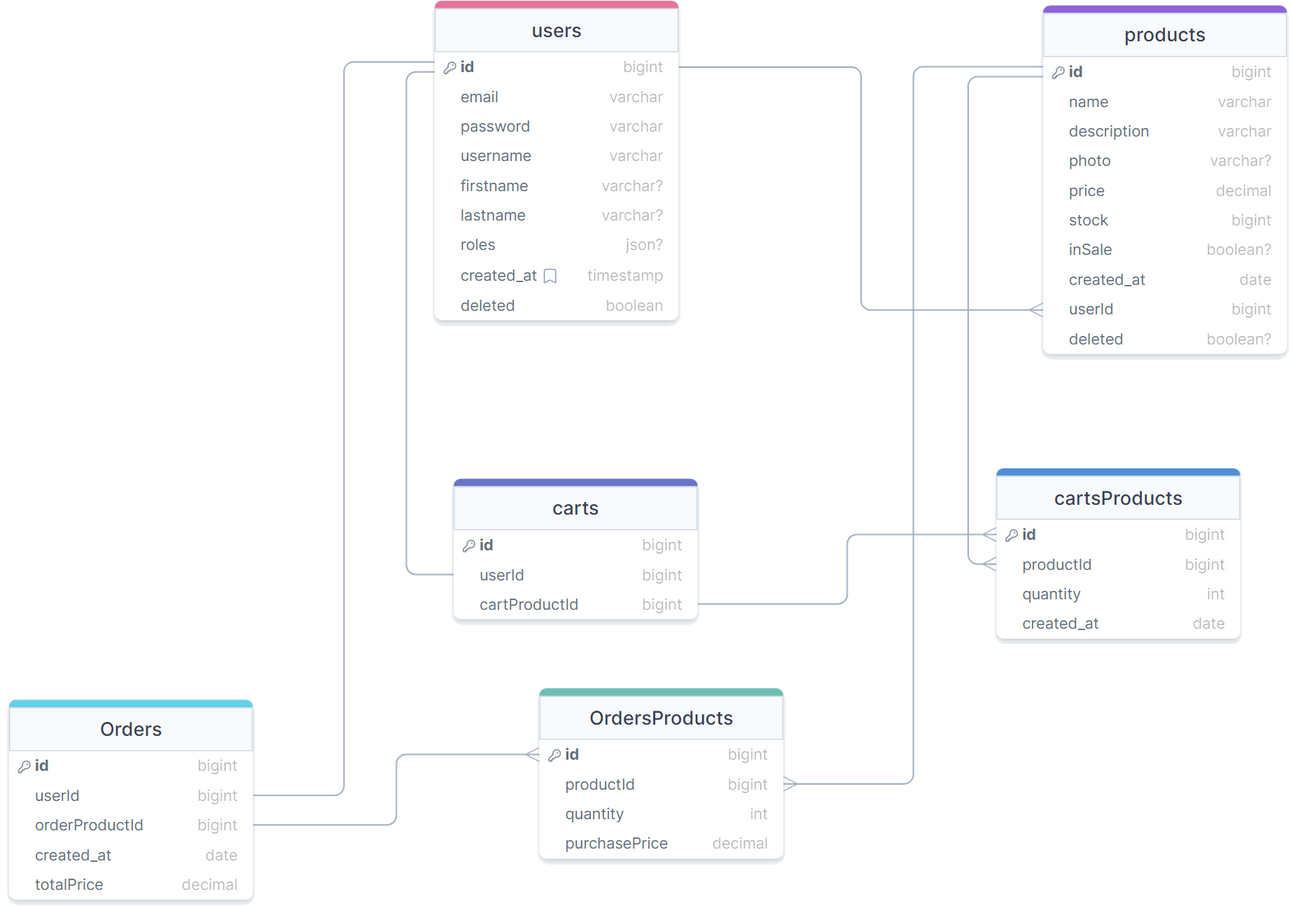 users
id bigint
email varchar
password varchar
username varchar
firstname varchar?
lastname varchar?
roles json?
created_at timestamp
deleted boolean
products
id bigint
name varchar
description varchar
photo varchar?
price decimal
stock bigint
inSale boolean?
created_at date
userId bigint
deleted boolean?
carts
id bigint
userId bigint
cartProductId bigint
cartsProducts
id bigint
productId bigint
quantity int
created_at date
Orders
id bigint
userId bigint
orderProductId bigint
created_at date
totalPrice decimal
OrdersProducts
id bigint
productId bigint
quantity int
purchasePrice decimal